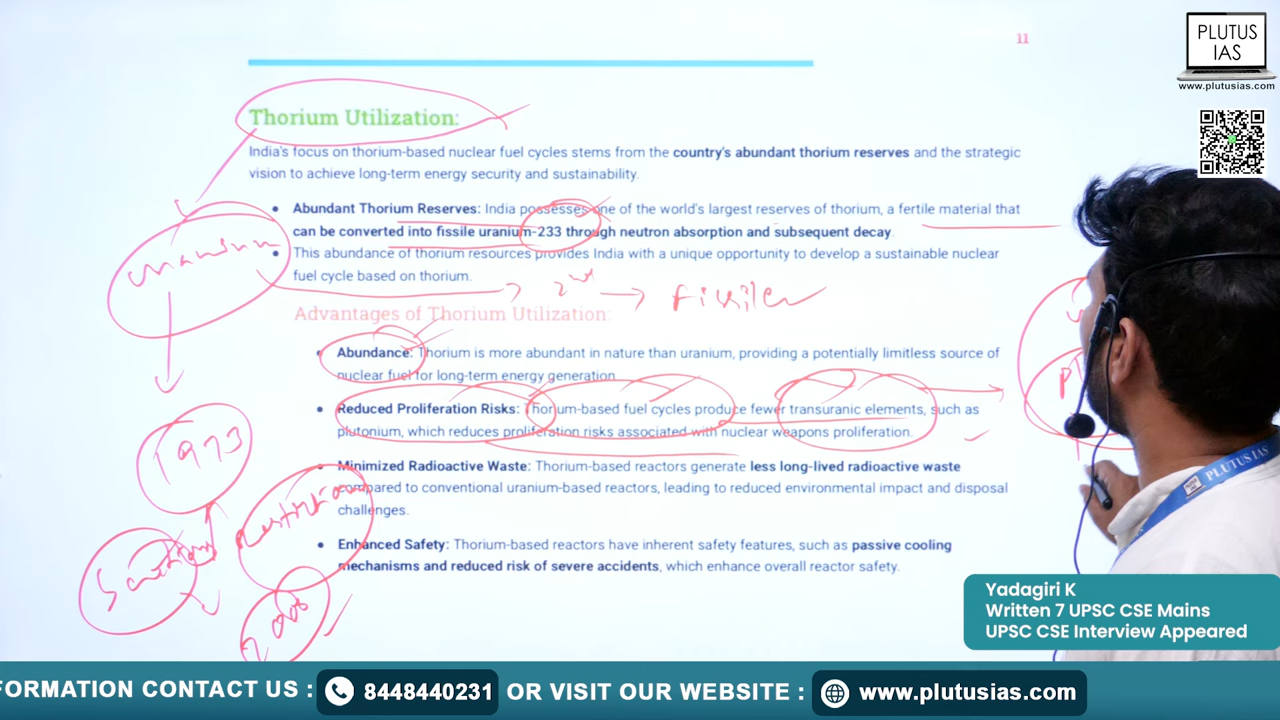 11
PLUTUS
IAS
www.plutusias.com
Thorium Utilization:
India's focus on thorium-based nuclear fuel cycles stems from the country's abundant thorium reserves and the strategic
vision to achieve long-term energy security and sustainability.
• Abundant Thorium Reserves: India possesses one of the world's largest reserves of thorium, a fertile material that
can be converted into fissile uranium-233 through neutron absorption and subsequent decay.
• This abundance of thorium resources provides India with a unique opportunity to develop a sustainable nuclear
fuel cycle based on thorium.
uranium
2nd
Advantages of Thorium Utilization:
• Abundance: Thorium is more abundant in nature than uranium, providing a potentially limitless source of
nuclear fuel for long-term energy generation
• Reduced Proliferation Risks: Thorium-based fuel cycles produce fewer transuranic elements, such as
plutonium, which reduces proliferation risks associated with nuclear weapons proliferation.
1973
• Minimized Radioactive Waste: Thorium-based reactors generate less long-lived radioactive waste
compared to conventional uranium-based reactors, leading to reduced environmental impact and disposal
challenges.
• Enhanced Safety: Thorium-based reactors have inherent safety features, such as passive cooling
mechanisms and reduced risk of severe accidents, which enhance overall reactor safety.
PLUTUS IAS
Yadagiri K
Written 7 UPSC CSE Mains
UPSC CSE Interview Appeared
FORMATION CONTACT US : 8448440231 OR VISIT OUR WEBSITE : www.plutusias.com